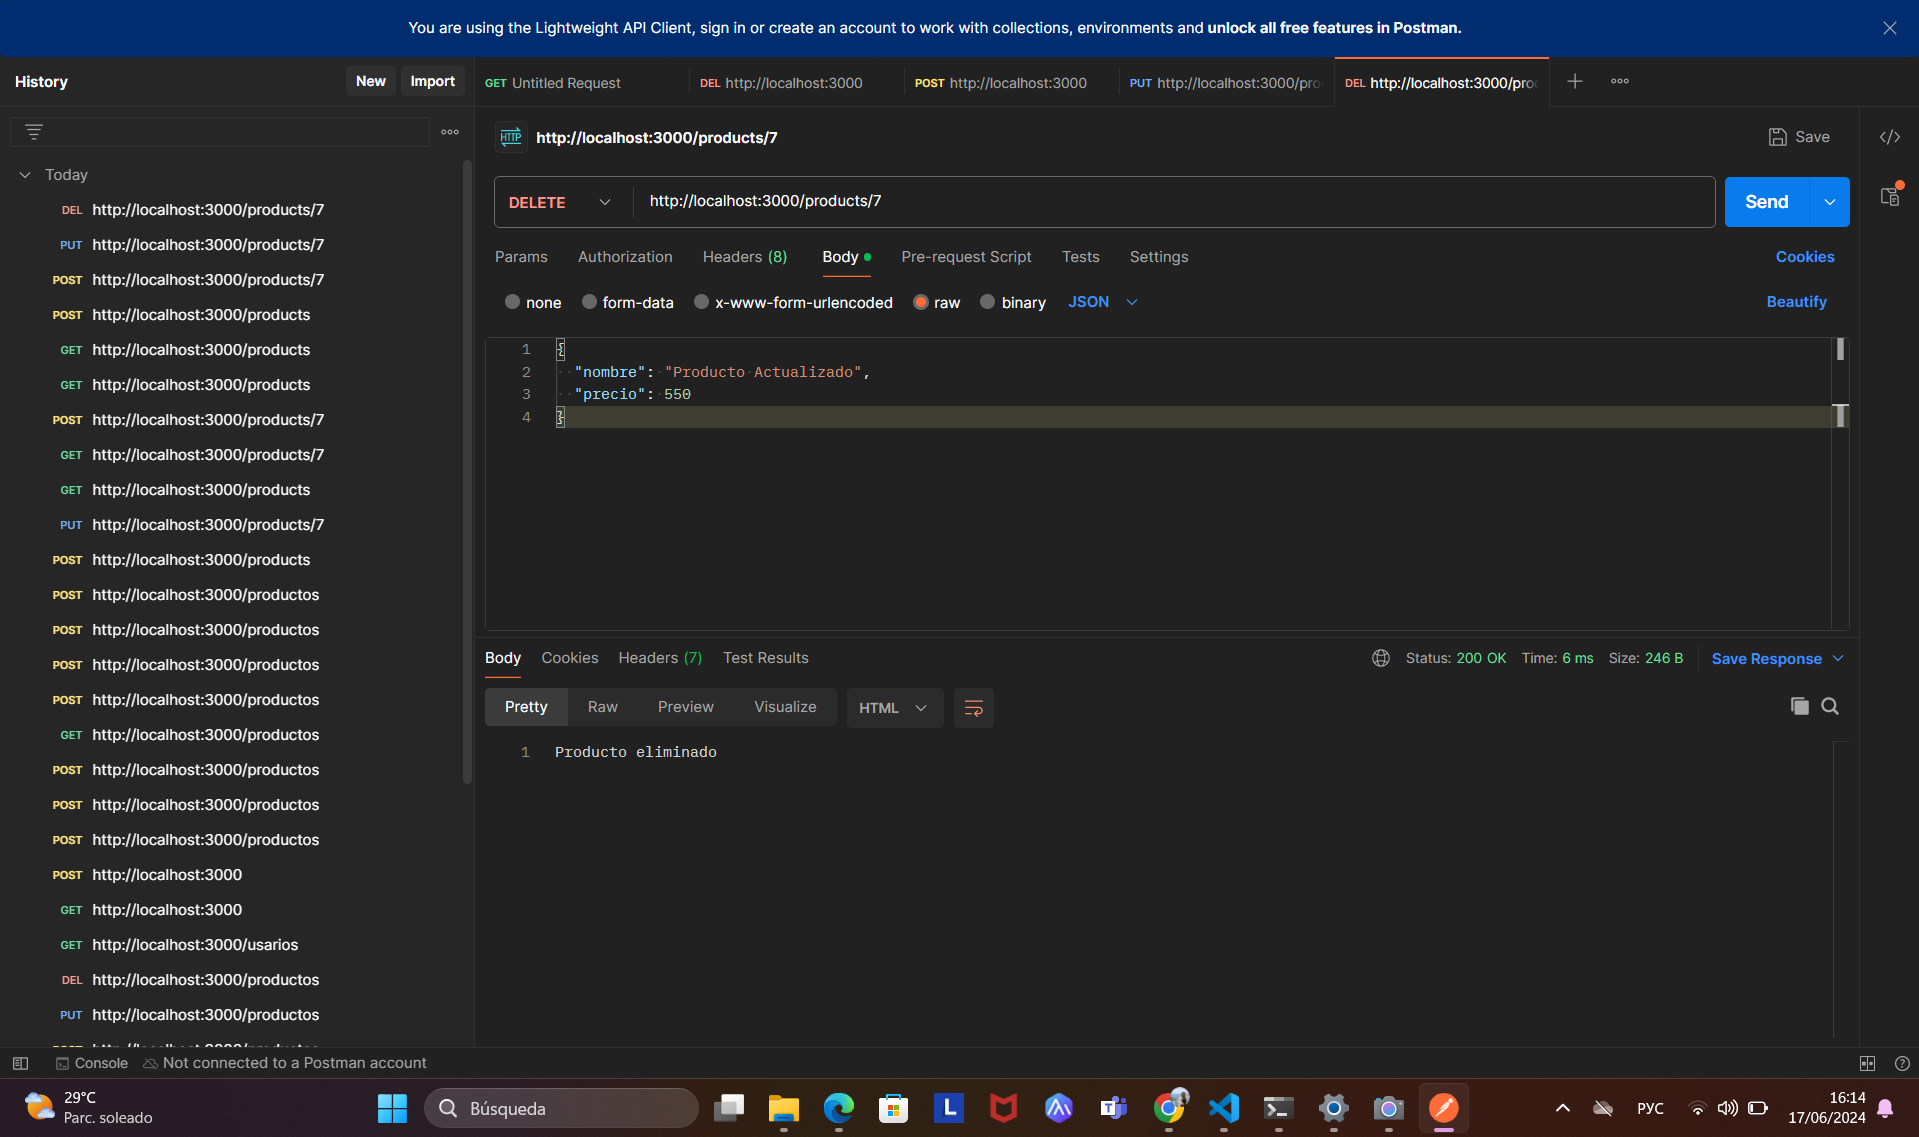 You are using the Lightweight API Client, sign in or create an account to work with collections, environments and unlock all free features in Postman.
History
New
Import
GET Untitled Request
DEL http://localhost:3000
POST http://localhost:3000
PUT http://localhost:3000/pro
DEL http://localhost:3000/pro
HTTP http://localhost:3000/products/7
Save
Today
DEL http://localhost:3000/products/7
PUT http://localhost:3000/products/7
POST http://localhost:3000/products/7
POST http://localhost:3000/products
GET http://localhost:3000/products
GET http://localhost:3000/products
POST http://localhost:3000/products/7
GET http://localhost:3000/products/7
GET http://localhost:3000/products
PUT http://localhost:3000/products/7
POST http://localhost:3000/products
POST http://localhost:3000/productos
POST http://localhost:3000/productos
POST http://localhost:3000/productos
POST http://localhost:3000/productos
GET http://localhost:3000/productos
POST http://localhost:3000/productos
POST http://localhost:3000/productos
POST http://localhost:3000/productos
POST http://localhost:3000
GET http://localhost:3000
GET http://localhost:3000/usarios
DEL http://localhost:3000/productos
PUT http://localhost:3000/productos
DELETE
http://localhost:3000/products/7
Send
Params
Authorization
Headers (8)
Body
Pre-request Script
Tests
Settings
Cookies
none
form-data
x-www-form-urlencoded
raw
binary
JSON
Beautify
1 {
2 "nombre": "Producto Actualizado",
3 "precio": 550
4 }
Body
Cookies
Headers (7)
Test Results
Status: 200 OK
Time: 6 ms
Size: 246 B
Save Response
Pretty
Raw
Preview
Visualize
HTML
1 Producto eliminado
Console
Not connected to a Postman account
29°C
Parc. soleado
Búsqueda
L
T
РУС
16:14
17/06/2024